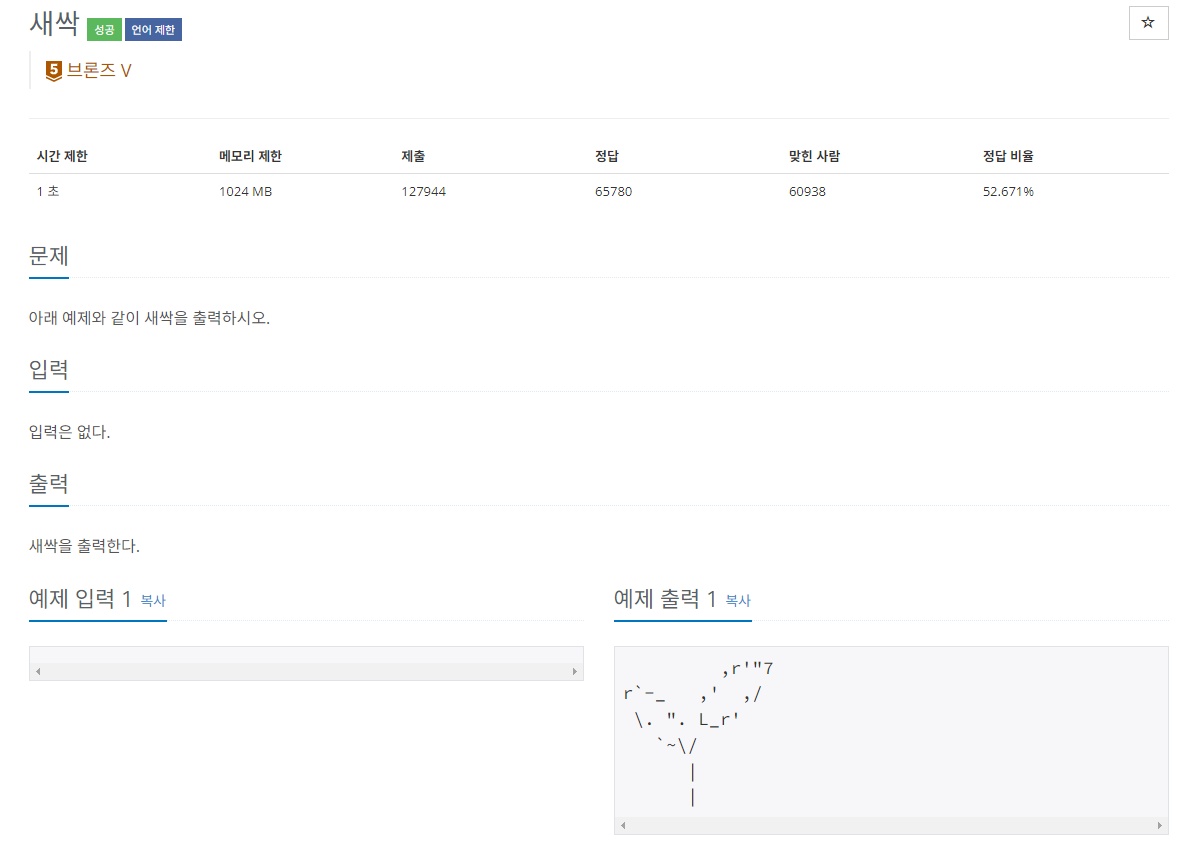 새싹 성공 언어 제한
☆
5 브론즈 V
시간 제한 메모리 제한 제출 정답 맞힌 사람 정답 비율
1 초 1024 MB 127944 65780 60938 52.671%
문제
아래 예제와 같이 새싹을 출력하시오.
입력
입력은 없다.
출력
새싹을 출력한다.
예제 입력 1 복사
예제 출력 1 복사
         ,r'"7
r`-_   ,'  ,/
 \. ". L_r'
   `~\/
      |
      |